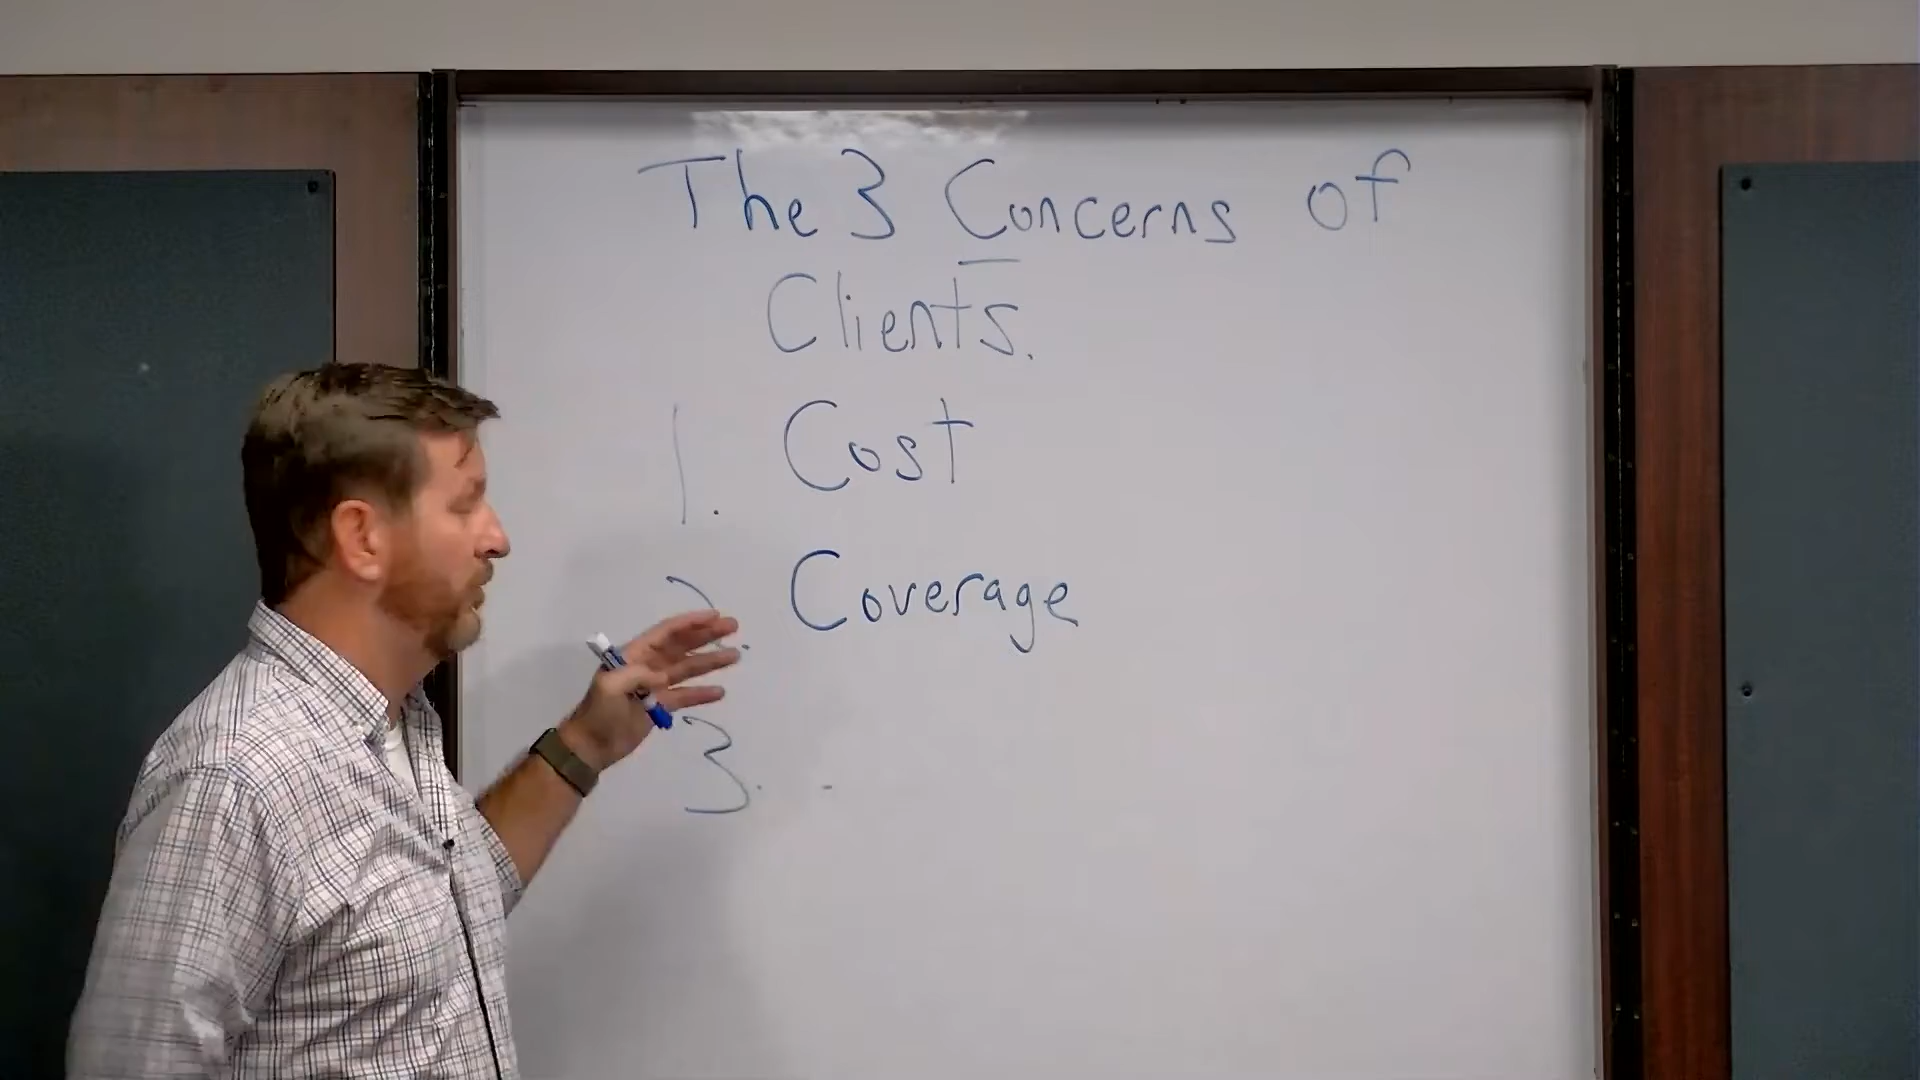 The 3 Concerns of
Clients.
1. Cost
2. Coverage
3.